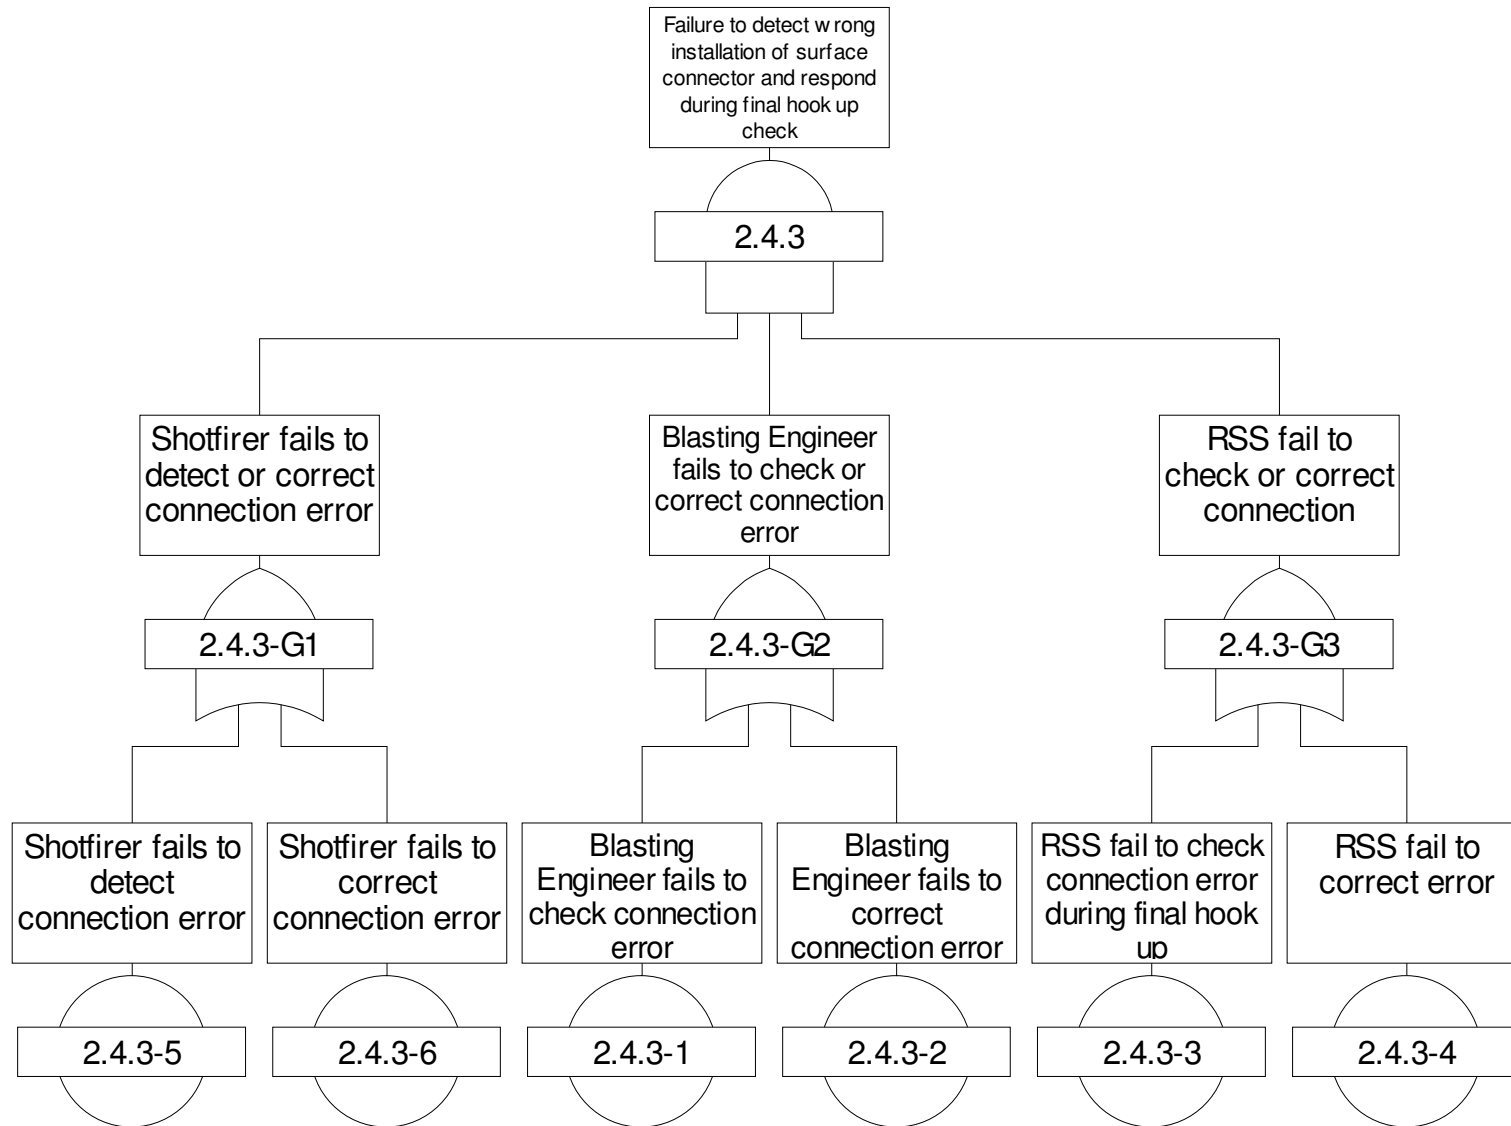 Failure to detect wrong
installation of surface
connector and respond
during final hook up
check
2.4.3
Shotfirer fails to
detect or correct
connection error
Blasting Engineer
fails to check or
correct connection
error
RSS fail to
check or correct
connection
2.4.3-G1
2.4.3-G2
2.4.3-G3
Shotfirer fails to
detect
connection error
Shotfirer fails to
correct
connection error
Blasting
Engineer fails to
check connection
error
Blasting
Engineer fails to
correct
connection error
RSS fail to check
connection error
during final hook
up
RSS fail to
correct error
2.4.3-5
2.4.3-6
2.4.3-1
2.4.3-2
2.4.3-3
2.4.3-4